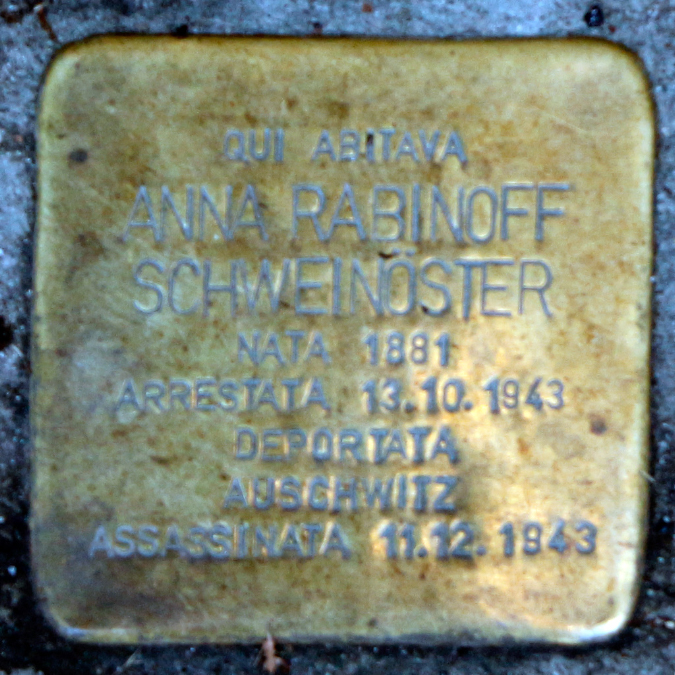 QUI ABITAVA
ANNA RABINOFF
SCHWEINÖSTER
NATA 1881
ARRESTATA 13.10.1943
DEPORTATA
AUSCHWITZ
ASSASSINATA 11.12.1943